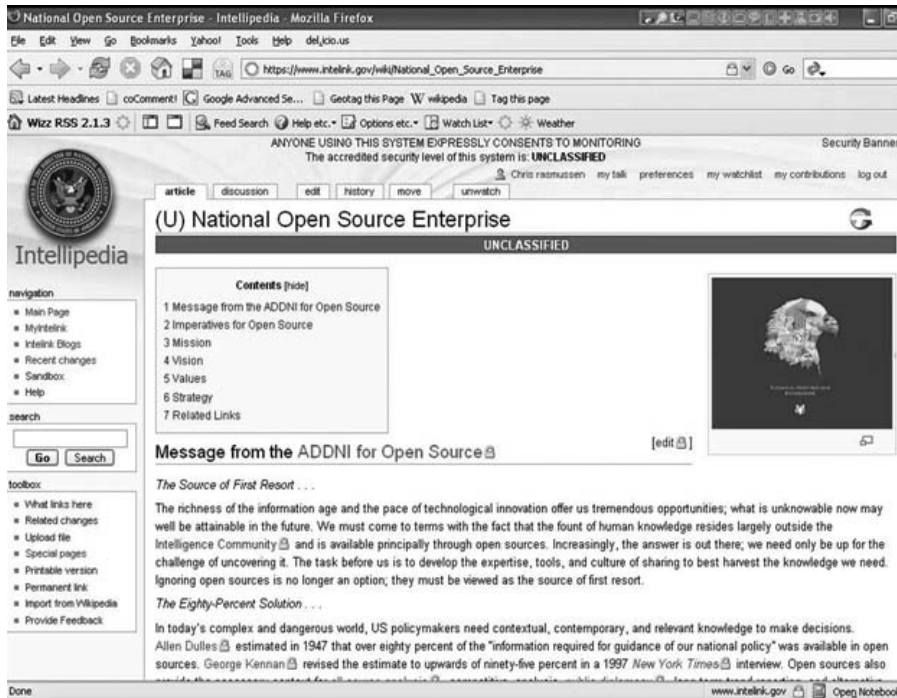 National Open Source Enterprise - Intellipedia - Mozilla Firefox
File Edit View Go Bookmarks Yahoo! Tools Help del.icio.us
TAG https://www.intelink.gov/wiki/National_Open_Source_Enterprise Go
Latest Headlines coComment! Google Advanced Se... Geotag this Page wikipedia Tag this page
Wizz RSS 2.1.3 Feed Search Help etc. Options etc. Watch List Weather
ANYONE USING THIS SYSTEM EXPRESSLY CONSENTS TO MONITORING Security Banner
The accredited security level of this system is: UNCLASSIFIED
Chris rasmussen my talk preferences my watchlist my contributions log out
article discussion edit history move unwatch
(U) National Open Source Enterprise
UNCLASSIFIED
Intellipedia
navigation
Main Page
MyIntelink
Intelink Blogs
Recent changes
Sandbox
Help
search
Go Search
toolbox
What links here
Related changes
Upload file
Special pages
Printable version
Permanent link
Import from Wikipedia
Provide Feedback
Contents [hide]
1 Message from the ADDNI for Open Source
2 Imperatives for Open Source
3 Mission
4 Vision
5 Values
6 Strategy
7 Related Links
Message from the ADDNI for Open Source [edit]
The Source of First Resort . . .
The richness of the information age and the pace of technological innovation offer us tremendous opportunities; what is unknowable now may
well be attainable in the future. We must come to terms with the fact that the fount of human knowledge resides largely outside the
Intelligence Community and is available principally through open sources. Increasingly, the answer is out there; we need only be up for the
challenge of uncovering it. The task before us is to develop the expertise, tools, and culture of sharing to best harvest the knowledge we need.
Ignoring open sources is no longer an option; they must be viewed as the source of first resort.
The Eighty-Percent Solution . . .
In today's complex and dangerous world, US policymakers need contextual, contemporary, and relevant knowledge to make decisions.
Allen Dulles estimated in 1947 that over eighty percent of the "information required for guidance of our national policy" was available in open
sources. George Kennan revised the estimate to upwards of ninety-five percent in a 1997 New York Times interview. Open sources also
Done www.intelink.gov Open Notebook